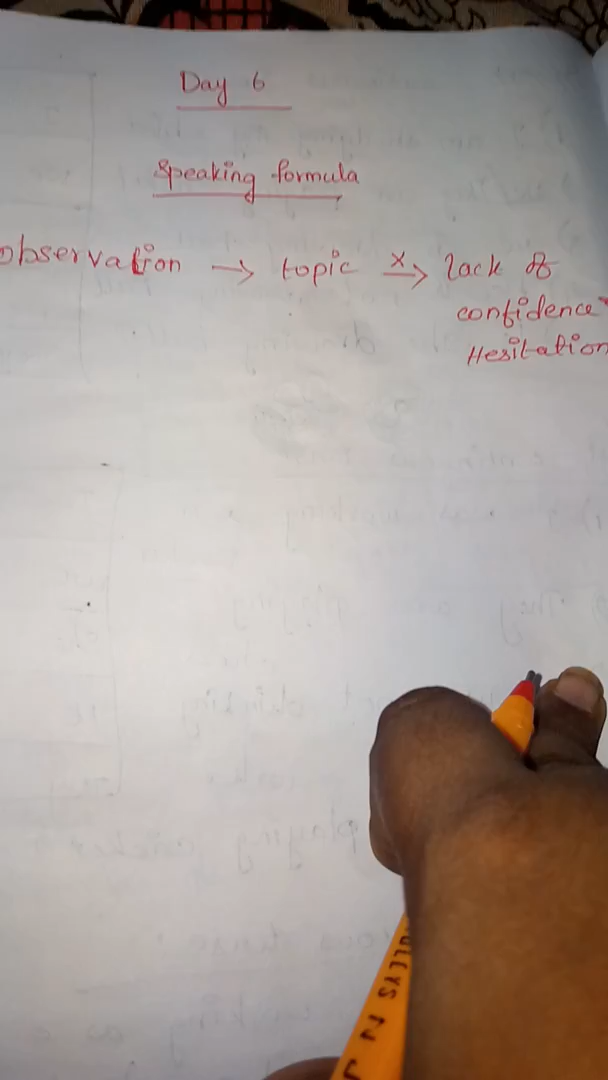 Day 6
Speaking formula
observation → topic x→ lack of
confidence
Hesitation